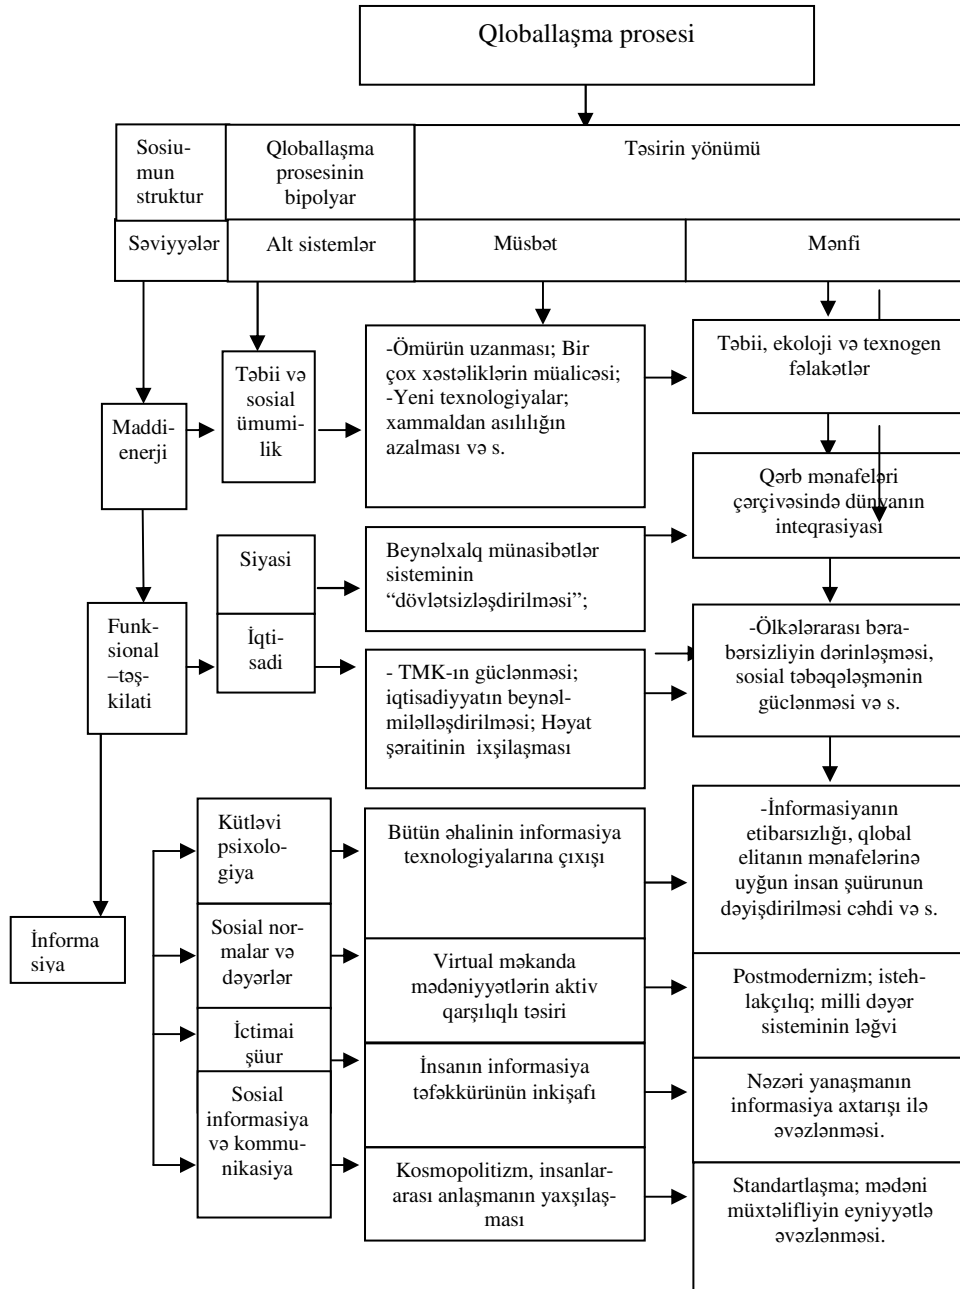 Qloballaşma prosesi
Sosiu-
mun
struktur
Qloballaşma
prosesinin
bipolyar
Təsirin yönümü
Səviyyələr
Alt sistemlər
Müsbət
Mənfi
Maddi-
enerji
Təbii və
sosial
ümumi-
lik
-Ömürün uzanması; Bir
çox xəstəliklərin müalicəsi;
-Yeni texnologiyalar;
xammaldan asılılığın
azalması və s.
Təbii, ekoloji və texnogen
fəlakətlər
Qərb mənafeləri
çərçivəsində dünyanın
inteqrasiyası
Funk-
sional
–təş-
kilati
Siyasi
Beynəlxalq münasibətlər
sisteminin
“dövlətsizləşdirilməsi”;
İqti-
sadi
- TMK-ın güclənməsi;
iqtisadiyyatın beynəl-
miləlləşdirilməsi; Həyat
şəraitinin ixşilaşması
-Ölkələrarası bəra-
bərsizliyin dərinləşməsi,
sosial təbəqələşmənin
güclənməsi və s.
İnforma
siya
Kütləvi
psixolo-
giya
Bütün əhalinin informasiya
texnologiyalarına çıxışı
-İnformasiyanın
etibarsızlığı, qlobal
elitanın mənafelərinə
uyğun insan şuürunun
dəyişdirilməsi cəhdi və s.
Sosial nor-
malar və
dəyərlər
Virtual məkanda
mədəniyyətlərin aktiv
qarşılıqlı təsiri
Postmodernizm; isteh-
lakçılıq; milli dəyər
sisteminin ləğvi
İctimai
şüur
İnsanın informasiya
təfəkkürünün inkişafı
Nəzəri yanaşmanın
informasiya axtarışı ilə
əvəzlənməsi.
Sosial
informasiya
və kommu-
nikasiya
Kosmopolitizm, insanlar-
arası anlaşmanın yaxşılaş-
ması
Standartlaşma; mədəni
müxtəlifliyin eyniyyətlə
əvəzlənməsi.